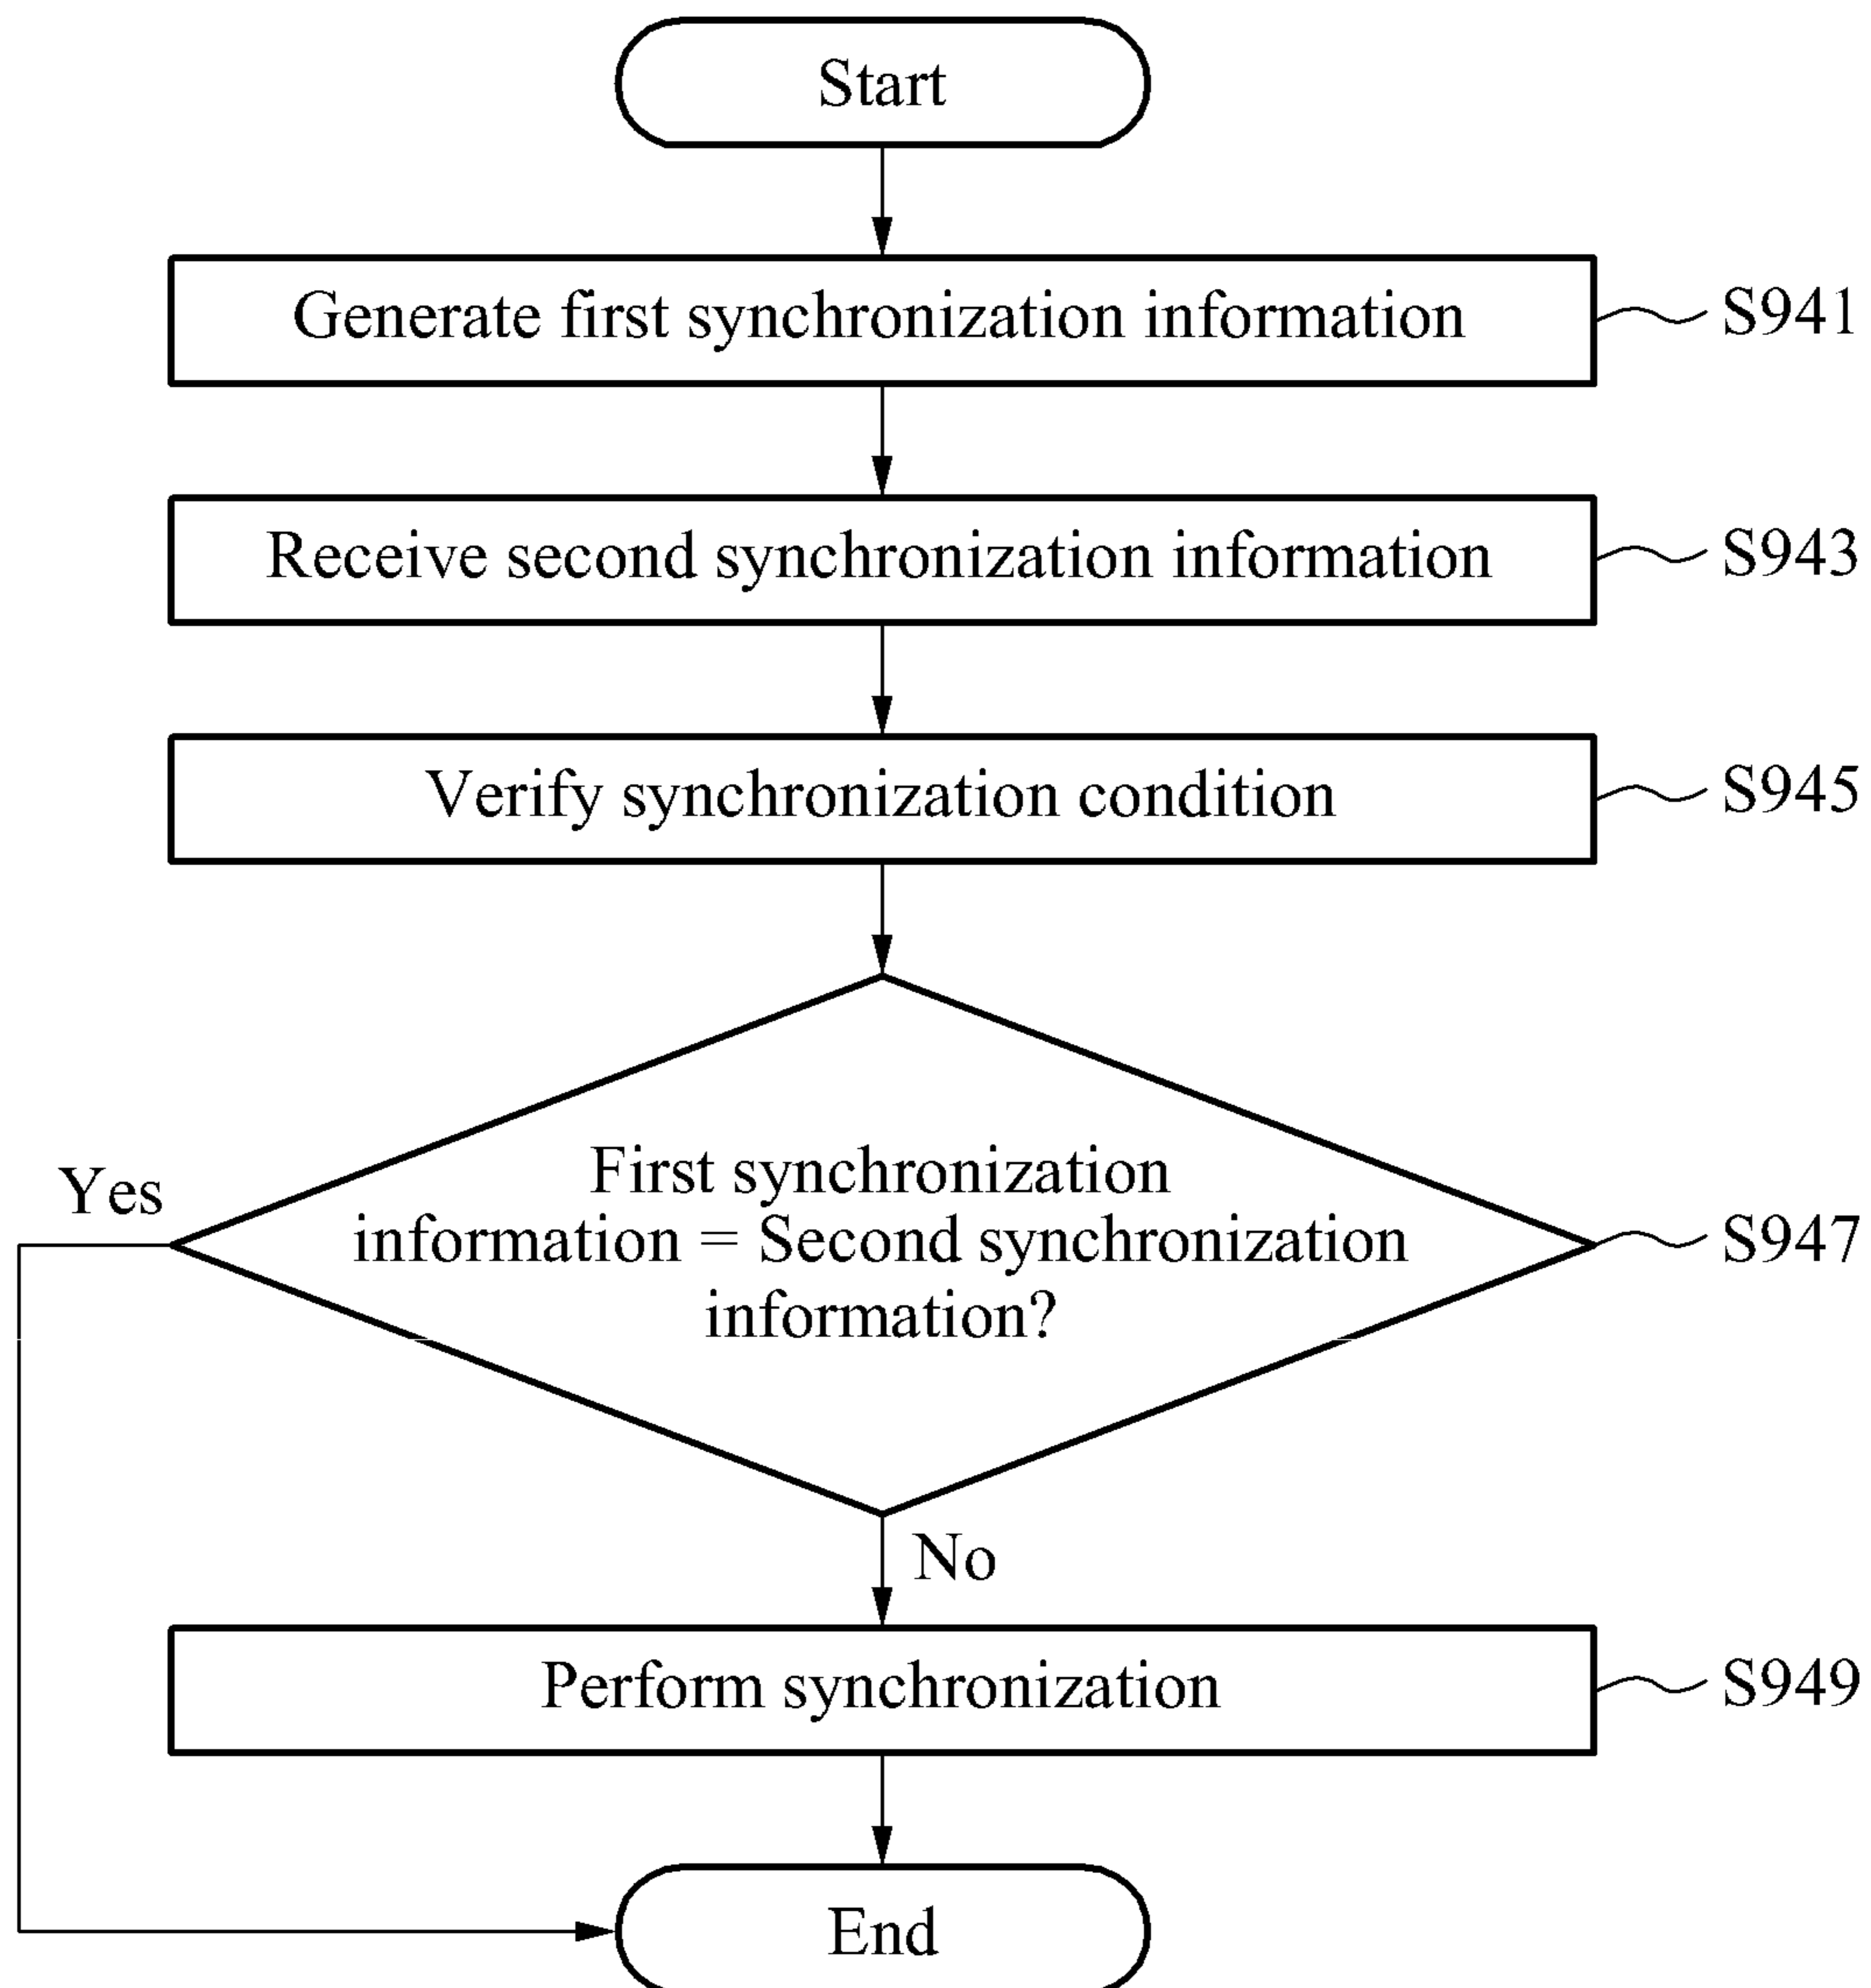 Start
Generate first synchronization information
S941
Receive second synchronization information
S943
Verify synchronization condition
S945
First synchronization
information = Second synchronization
information?
S947
Yes
No
Perform synchronization
S949
End